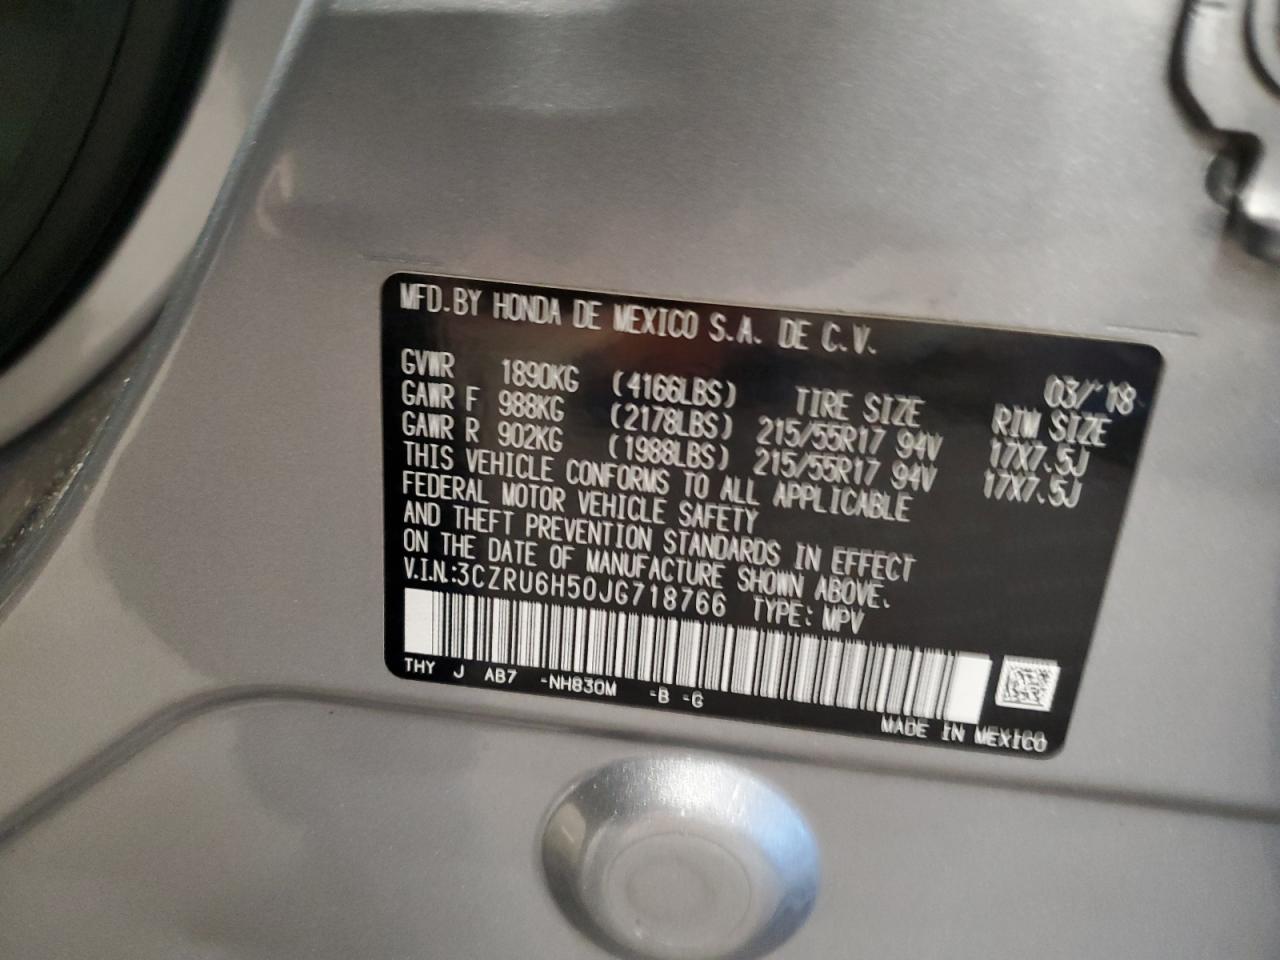 MFD.BY HONDA DE MEXICO S.A. DE C.V.
03/'18
GVWR 1890KG (4166LBS) TIRE SIZE RIM SIZE
GAWR F 988KG (2178LBS) 215/55R17 94V 17X7.5J
GAWR R 902KG (1988LBS) 215/55R17 94V 17X7.5J
THIS VEHICLE CONFORMS TO ALL APPLICABLE
FEDERAL MOTOR VEHICLE SAFETY
AND THEFT PREVENTION STANDARDS IN EFFECT
ON THE DATE OF MANUFACTURE SHOWN ABOVE.
V.I.N.:3CZRU6H50JG718766 TYPE: MPV
THY J AB7 -NH830M -B -G
MADE IN MEXICO